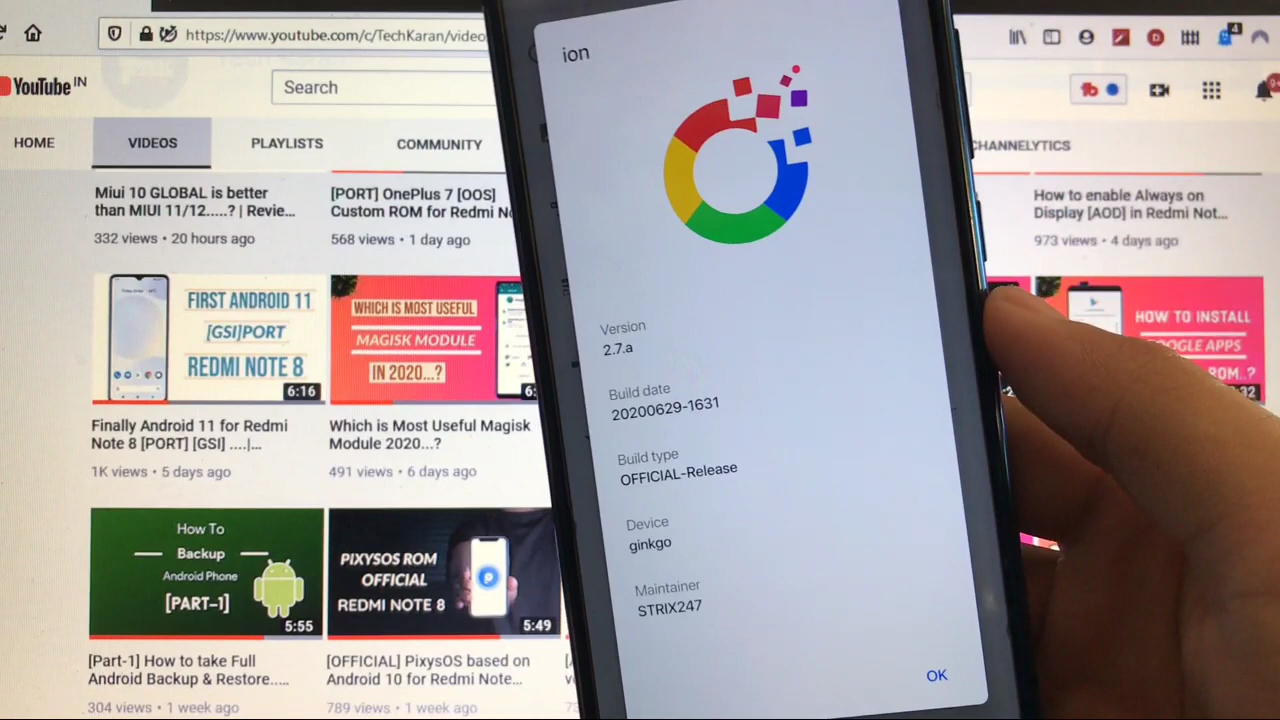 https://www.youtube.com/c/TechKaran/video
4
YouTube IN
Search
HOME
VIDEOS
PLAYLISTS
COMMUNITY
CHANNELYTICS
Miui 10 GLOBAL is better
than MIUI 11/12.....? | Revie...
332 views • 20 hours ago
[PORT] OnePlus 7 [OOS]
Custom ROM for Redmi
568 views • 1 day ago
How to enable Always on
Display [AOD] in Redmi Not...
973 views • 4 days ago
FIRST ANDROID 11
[GSI]PORT
REDMI NOTE 8
6:16
Finally Android 11 for Redmi
Note 8 [PORT] [GSI] ....|...
1K views • 5 days ago
WHICH IS MOST USEFUL
MAGISK MODULE
IN 2020...?
Which is Most Useful Magisk
Module 2020...?
491 views • 6 days ago
HOW TO INSTALL
OOGLE APPS
ROM..?
:32
How To
Backup
Android Phone
[PART-1]
5:55
[Part-1] How to take Full
Android Backup & Restore.....
304 views • 1 week ago
PIXYSOS ROM
OFFICIAL
REDMI NOTE 8
5:49
[OFFICIAL] PixysOS based on
Android 10 for Redmi Note...
789 views • 1 week ago
ion
Version
2.7.a
Build date
20200629-1631
Build type
OFFICIAL-Release
Device
ginkgo
Maintainer
STRIX247
OK